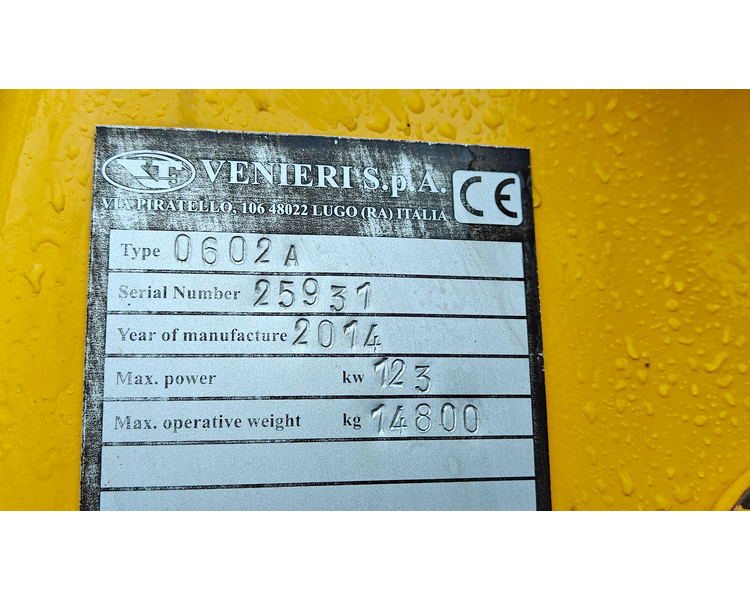 VENIERI S.p.A.
VIA PIRATELLO, 106 48022 LUGO (RA) ITALIA
CE
Type 0602A
Serial Number 25931
Year of manufacture 2014
Max. power kw 123
Max. operative weight kg 14800